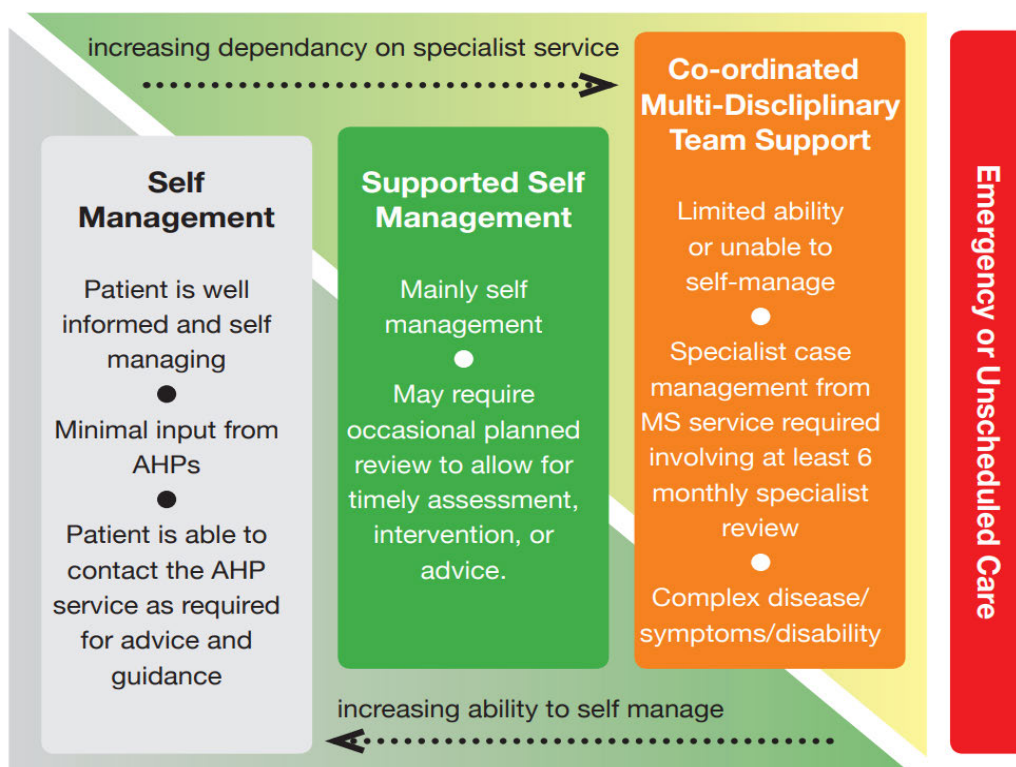 increasing dependancy on specialist service
Self
Management
Patient is well
informed and self
managing
●
Minimal input from
AHPs
●
Patient is able to
contact the AHP
service as required
for advice and
guidance
Supported Self
Management
Mainly self
management
●
May require
occasional planned
review to allow for
timely assessment,
intervention, or
advice.
Co-ordinated
Multi-Discliplinary
Team Support
Limited ability
or unable to
self-manage
●
Specialist case
management from
MS service required
involving at least 6
monthly specialist
review
●
Complex disease/
symptoms/disability
increasing ability to self manage
Emergency or Unscheduled Care